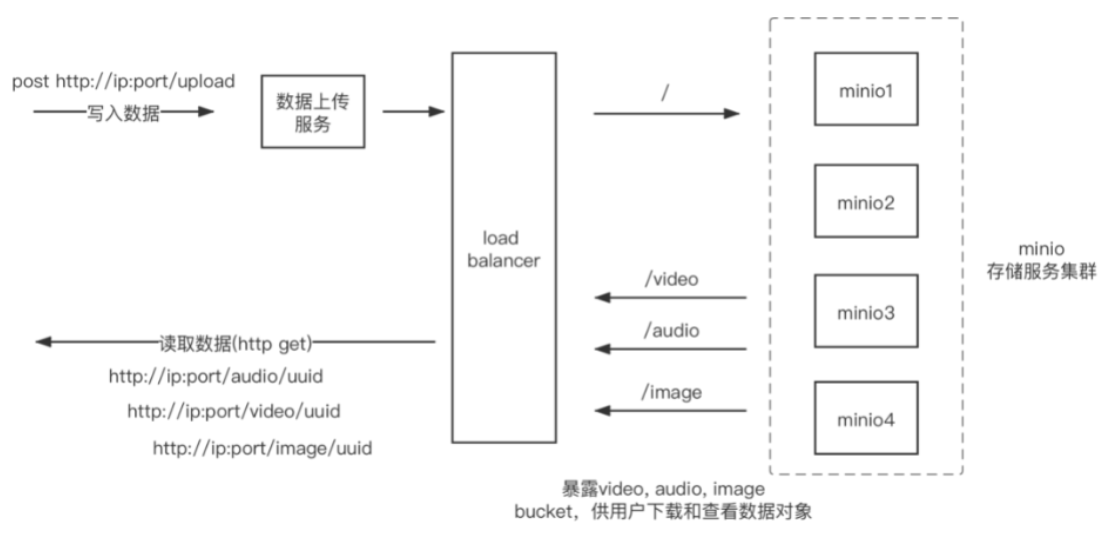 post http://ip:port/upload
写入数据
数据上传
服务
load
balancer
/
/video
/audio
/image
minio1
minio2
minio3
minio4
minio
存储服务集群
读取数据(http get)
http://ip:port/audio/uuid
http://ip:port/video/uuid
http://ip:port/image/uuid
暴露video, audio, image
bucket，供用户下载和查看数据对象